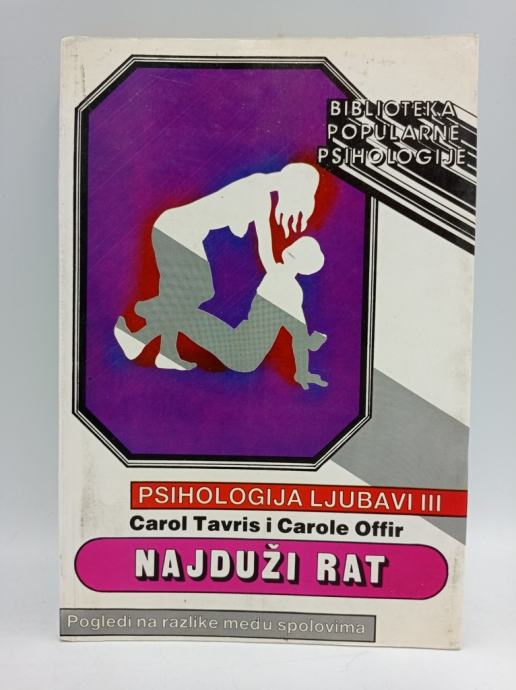 BIBLIOTEKA
POPULARNE
PSIHOLOGIJE
PSIHOLOGIJA LJUBAVI III
Carol Tavris i Carole Offir
NAJDUŽI RAT
Pogledi na razlike među spolovima